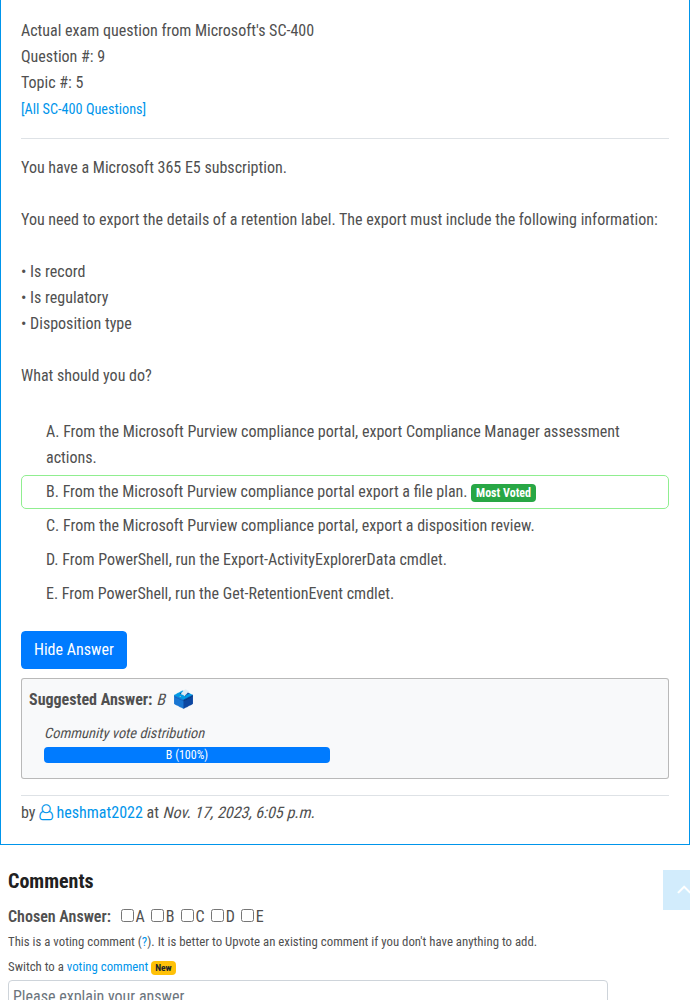 Actual exam question from Microsoft's SC-400
Question #: 9
Topic #: 5
[All SC-400 Questions]
You have a Microsoft 365 E5 subscription.
You need to export the details of a retention label. The export must include the following information:
• Is record
• Is regulatory
• Disposition type
What should you do?
A. From the Microsoft Purview compliance portal, export Compliance Manager assessment
actions.
B. From the Microsoft Purview compliance portal export a file plan. Most Voted
C. From the Microsoft Purview compliance portal, export a disposition review.
D. From PowerShell, run the Export-ActivityExplorerData cmdlet.
E. From PowerShell, run the Get-RetentionEvent cmdlet.
Hide Answer
Suggested Answer: B
Community vote distribution
B (100%)
by heshmat2022 at Nov. 17, 2023, 6:05 p.m.
Comments
Chosen Answer: A B C D E
This is a voting comment (?). It is better to Upvote an existing comment if you don't have anything to add.
Switch to a voting comment New
Please explain your answer